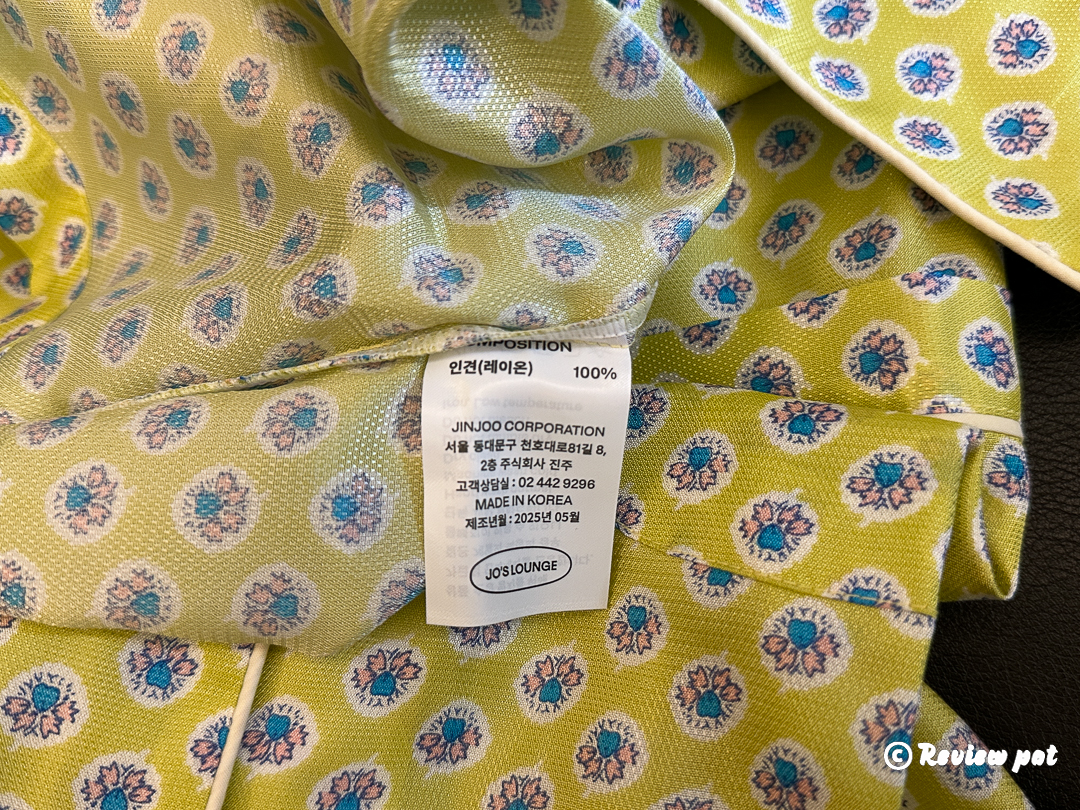 COMPOSITION
인견(레이온) 100%
JINJOO CORPORATION
서울 동대문구 천호대로81길 8,
2층 주식회사 진주
고객상담실 : 02 442 9296
MADE IN KOREA
제조년월 : 2025년 05월
JO'S LOUNGE
© Review pat